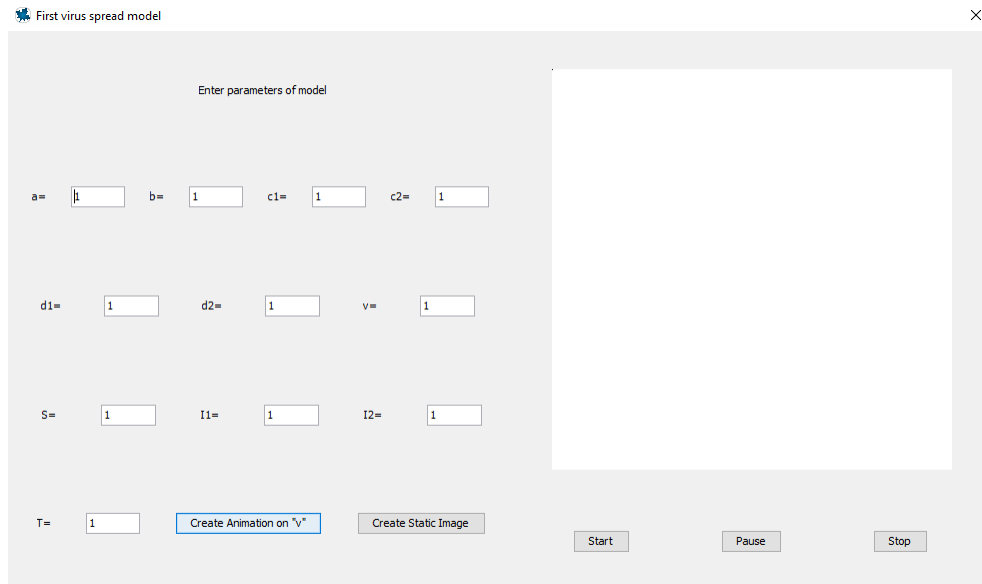 First virus spread model
Enter parameters of model
a= 1 b= 1 c1= 1 c2= 1
d1= 1 d2= 1 v= 1
S= 1 I1= 1 I2= 1
T= 1 Create Animation on "v" Create Static Image
Start Pause Stop